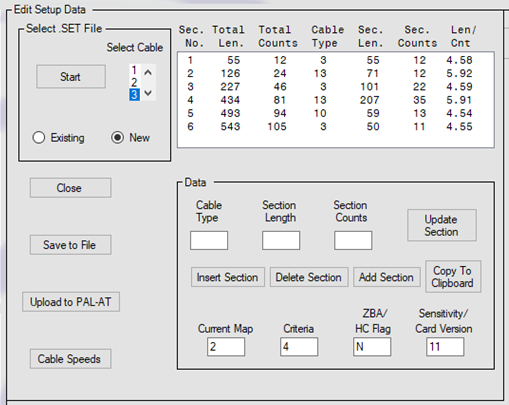 Edit Setup Data
Select .SET File
Select Cable
Start
1
2
3
Existing
New
Close
Save to File
Upload to PAL-AT
Cable Speeds
Sec. Total Total Cable Sec. Sec. Len/
No. Len. Counts Type Len. Counts Cnt
1 55 12 3 55 12 4.58
2 126 24 13 71 12 5.92
3 227 46 3 101 22 4.59
4 434 81 13 207 35 5.91
5 493 94 10 59 13 4.54
6 543 105 3 50 11 4.55
Data
Cable Section Section
Type Length Counts
Update
Section
Insert Section
Delete Section
Add Section
Copy To
Clipboard
ZBA/ Sensitivity/
Current Map Criteria HC Flag Card Version
2 4 N 11